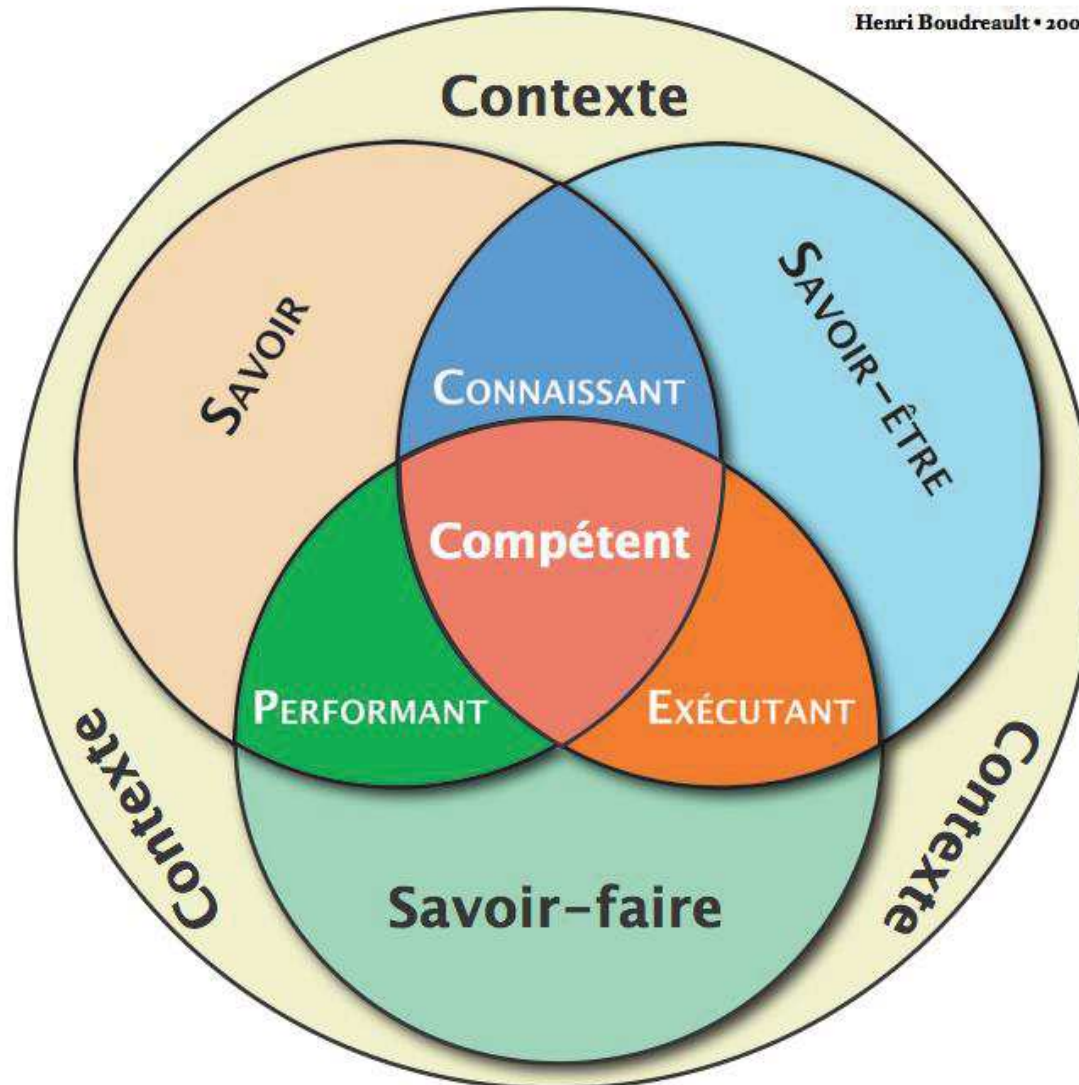 Henri Boudreault • 200
Contexte
SAVOIR
SAVOIR-ÊTRE
CONNAISSANT
Compétent
PERFORMANT
EXÉCUTANT
Contexte
Contexte
Savoir-faire